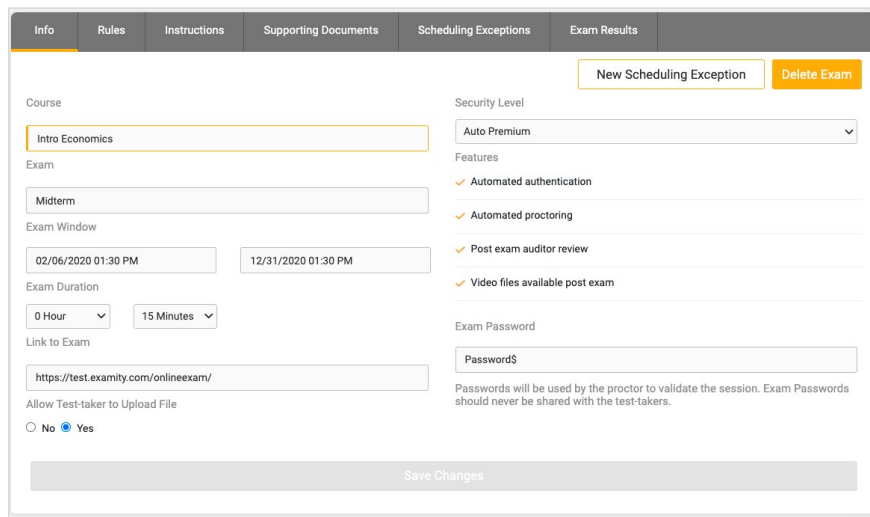 Info Rules Instructions Supporting Documents Scheduling Exceptions Exam Results
New Scheduling Exception Delete Exam
Course
Intro Economics
Exam
Midterm
Exam Window
02/06/2020 01:30 PM 12/31/2020 01:30 PM
Exam Duration
0 Hour 15 Minutes
Link to Exam
https://test.examity.com/onlineexam/
Allow Test-taker to Upload File
No Yes
Security Level
Auto Premium
Features
Automated authentication
Automated proctoring
Post exam auditor review
Video files available post exam
Exam Password
Password$
Passwords will be used by the proctor to validate the session. Exam Passwords
should never be shared with the test-takers.
Save Changes